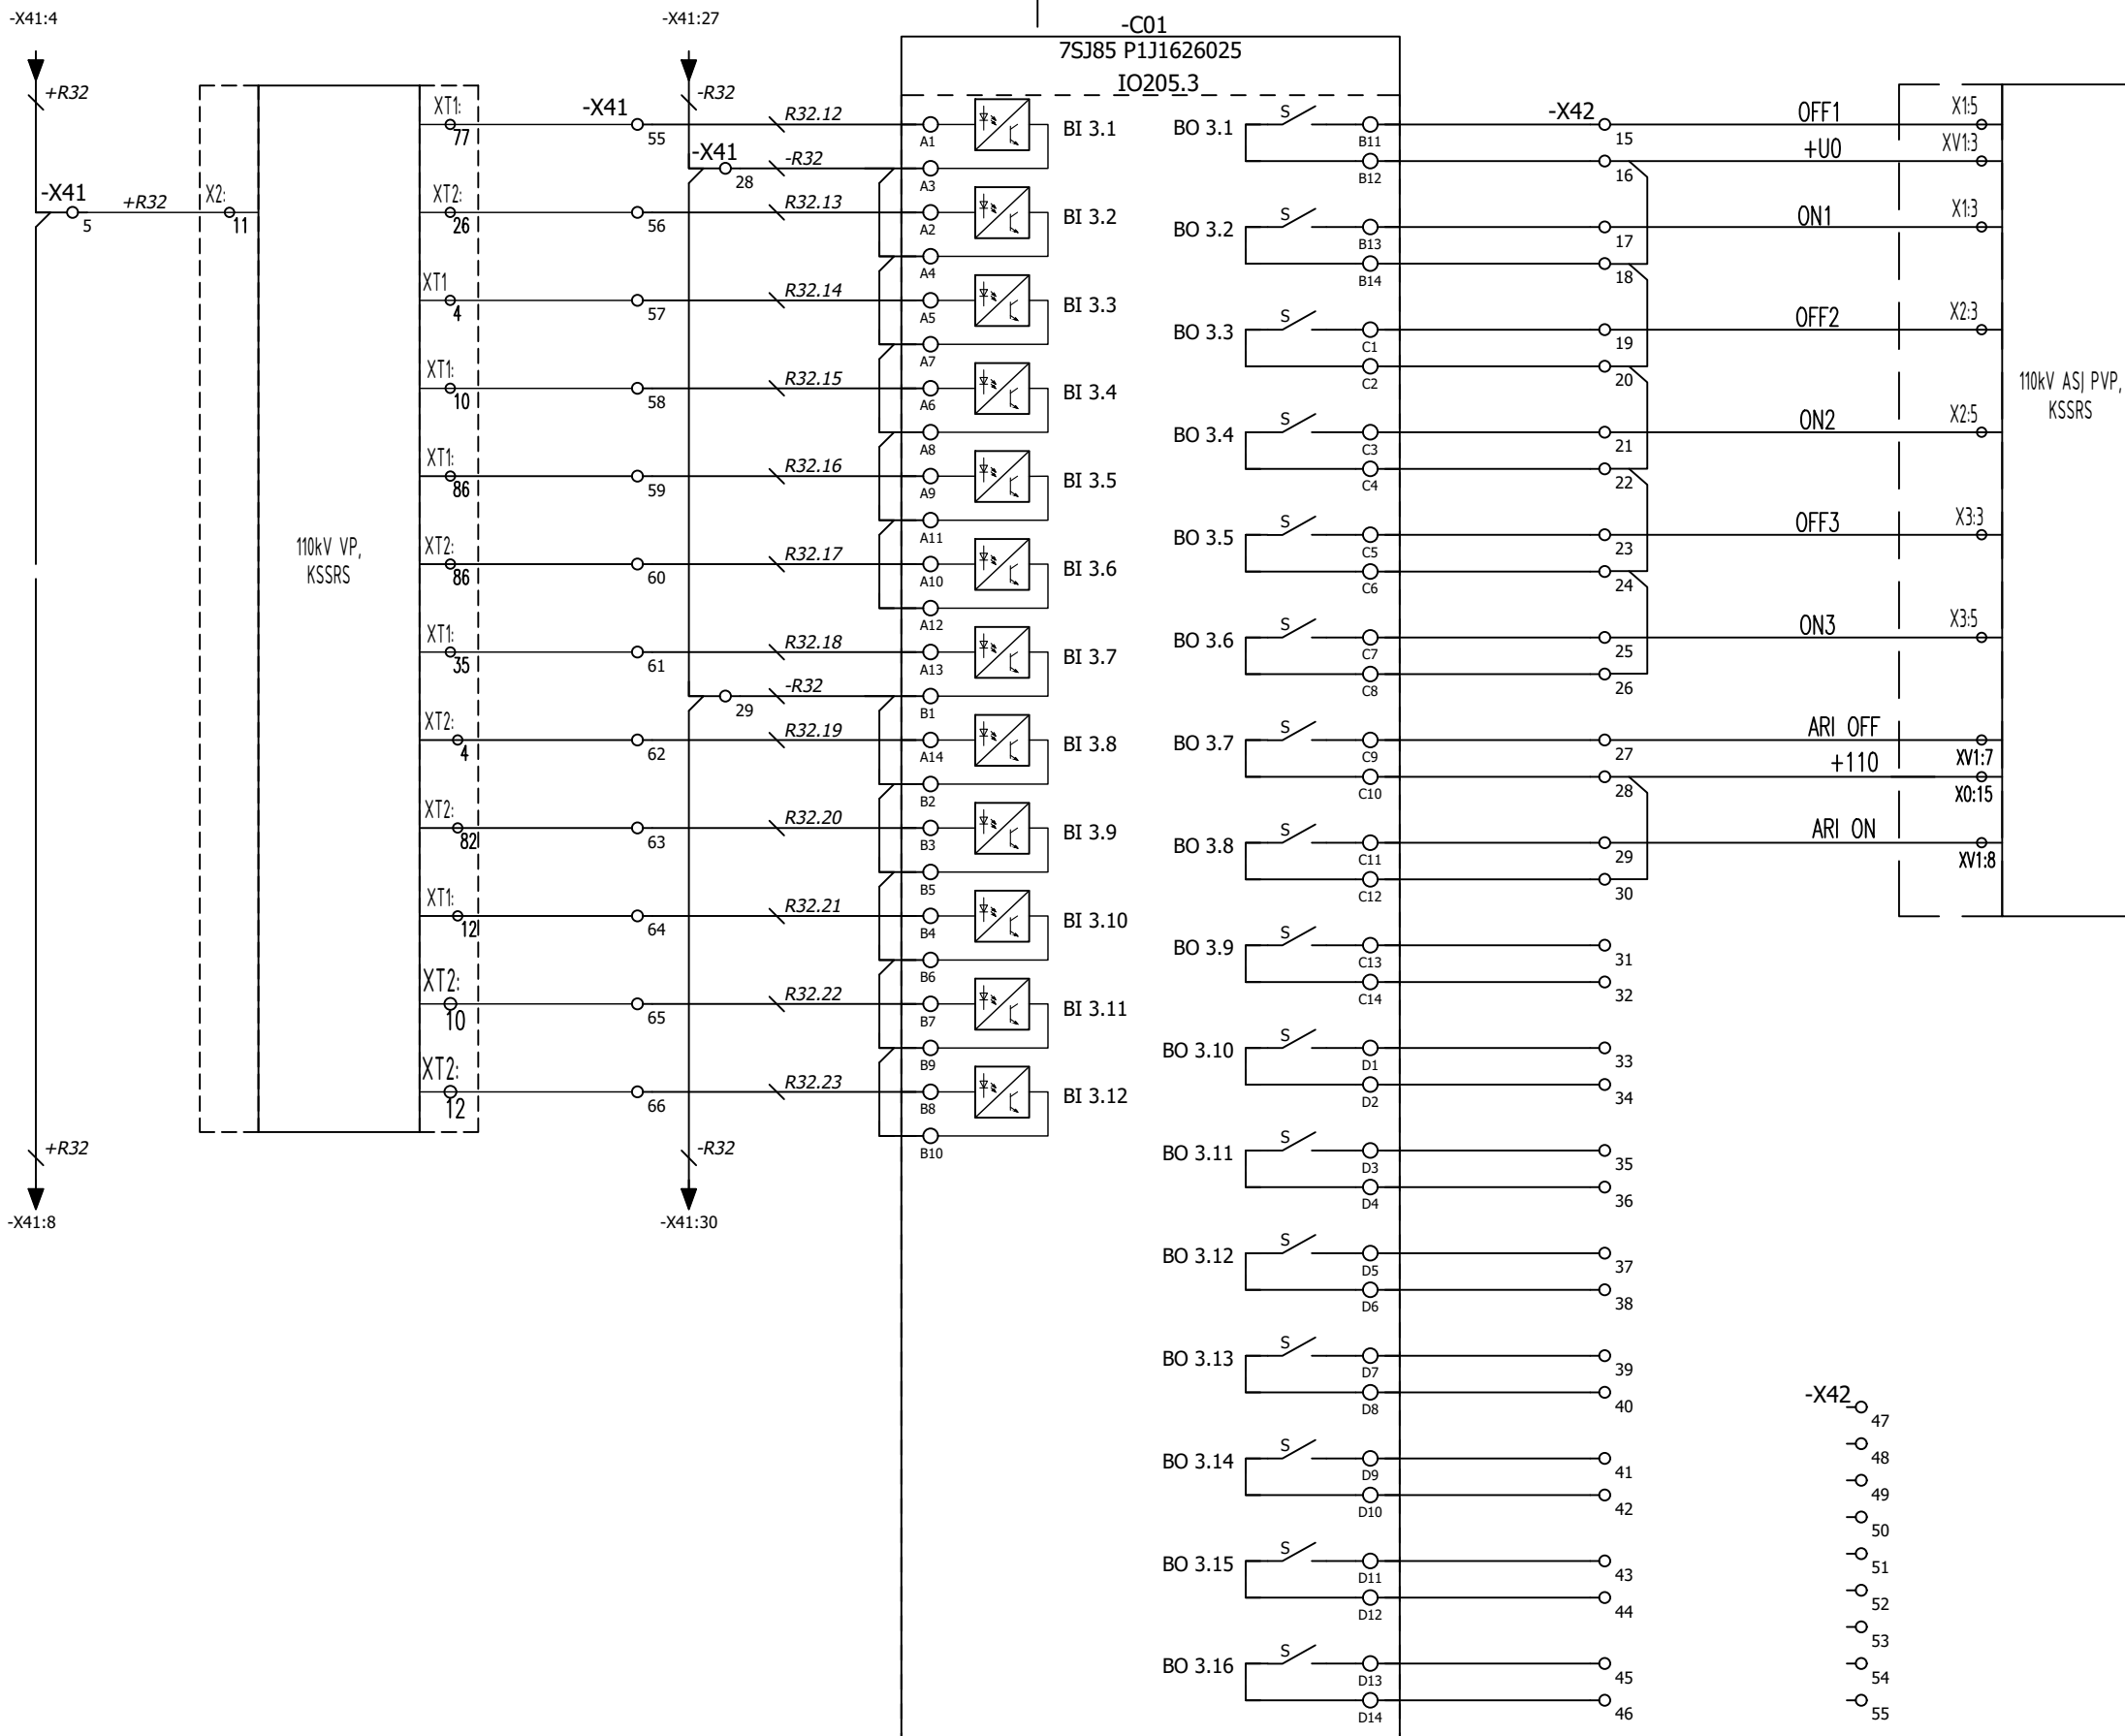 -X41:4
-X41:27
-C01
7SJ85 P1J1626025
IO205.3
+R32
-R32
-X41
5
+R32
X2:
11
110kV VP,
KSSRS
+R32
-X41:8
XT1:
77
XT2:
26
XT1
4
XT1:
10
XT1:
86
XT2:
86
XT1:
35
XT2:
4
XT2:
82
XT1:
12
XT2:
10
XT2:
12
-X41
55
56
57
58
59
60
61
62
63
64
65
66
-X41
28
-R32
29
-R32
-R32
-X41:30
R32.12
R32.13
R32.14
R32.15
R32.16
R32.17
R32.18
R32.19
R32.20
R32.21
R32.22
R32.23
A1
A3
A2
A4
A5
A7
A6
A8
A9
A11
A10
A12
A13
B1
A14
B2
B3
B5
B4
B6
B7
B9
B8
B10
BI 3.1
BI 3.2
BI 3.3
BI 3.4
BI 3.5
BI 3.6
BI 3.7
BI 3.8
BI 3.9
BI 3.10
BI 3.11
BI 3.12
BO 3.1
S
B11
B12
BO 3.2
S
B13
B14
BO 3.3
S
C1
C2
BO 3.4
S
C3
C4
BO 3.5
S
C5
C6
BO 3.6
S
C7
C8
BO 3.7
S
C9
C10
BO 3.8
S
C11
C12
BO 3.9
S
C13
C14
BO 3.10
S
D1
D2
BO 3.11
S
D3
D4
BO 3.12
S
D5
D6
BO 3.13
S
D7
D8
BO 3.14
S
D9
D10
BO 3.15
S
D11
D12
BO 3.16
S
D13
D14
-X42
15
16
17
18
19
20
21
22
23
24
25
26
27
28
29
30
31
32
33
34
35
36
37
38
39
40
41
42
43
44
45
46
OFF1
+U0
ON1
OFF2
ON2
OFF3
ON3
ARI OFF
+110
ARI ON
X1:5
XV1:3
X1:3
X2:3
X2:5
X3:3
X3:5
XV1:7
X0:15
XV1:8
110kV ASJ PVP,
KSSRS
-X42
47
48
49
50
51
52
53
54
55